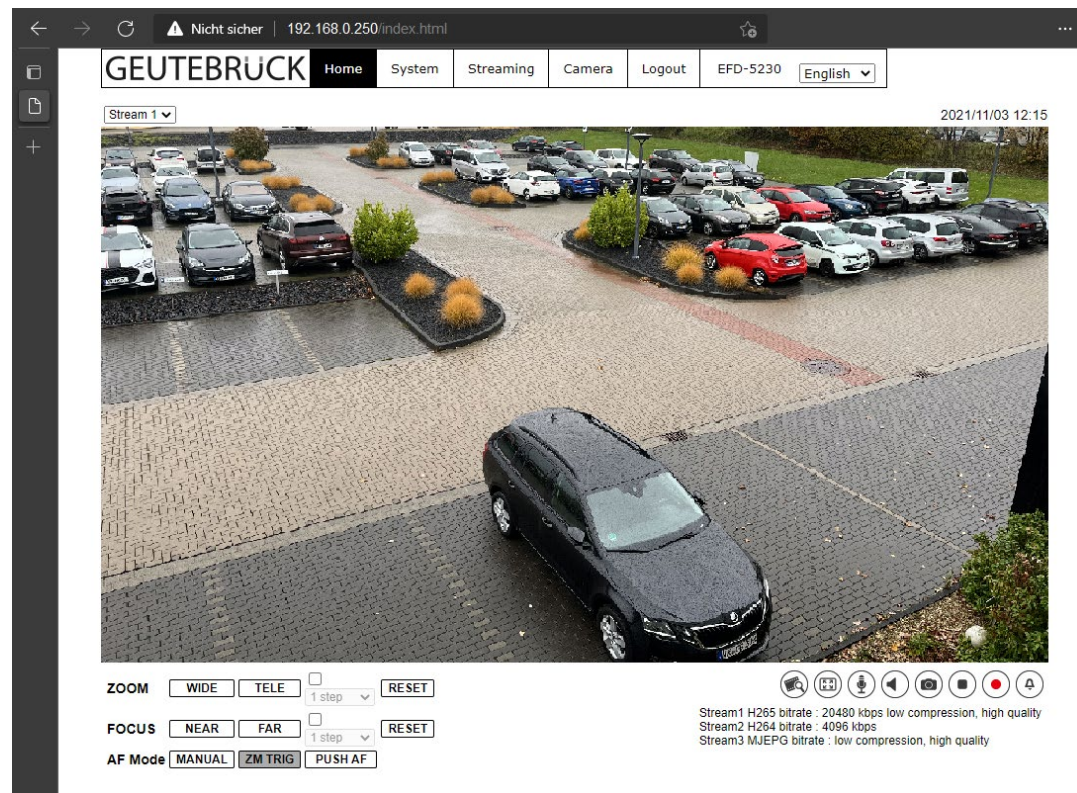 Nicht sicher 192.168.0.250/index.html
GEUTEBRÜCK Home System Streaming Camera Logout EFD-5230 English
Stream 1 2021/11/03 12:15
ZOOM WIDE TELE 1 step RESET
FOCUS NEAR FAR 1 step RESET
AF Mode MANUAL ZM TRIG PUSH AF
Stream1 H265 bitrate : 20480 kbps low compression, high quality
Stream2 H264 bitrate : 4096 kbps
Stream3 MJEPG bitrate : low compression, high quality